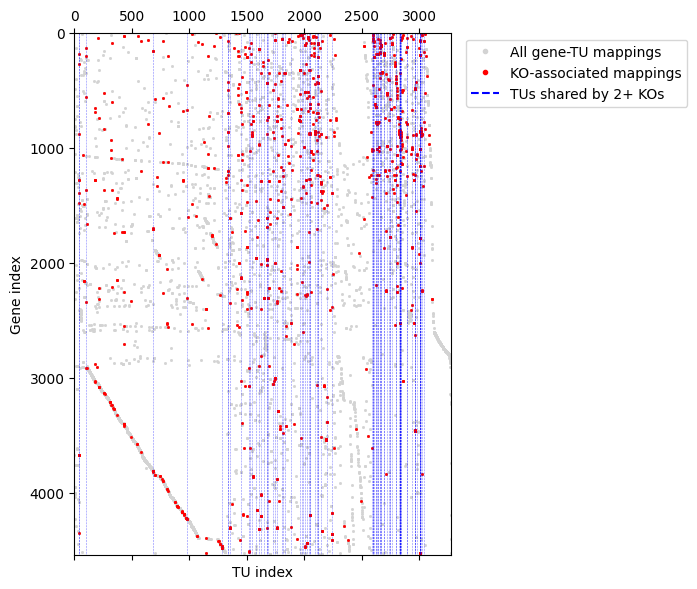 0 500 1000 1500 2000 2500 3000
0
1000
2000
3000
4000
Gene index
TU index
All gene-TU mappings
KO-associated mappings
TUs shared by 2+ KOs